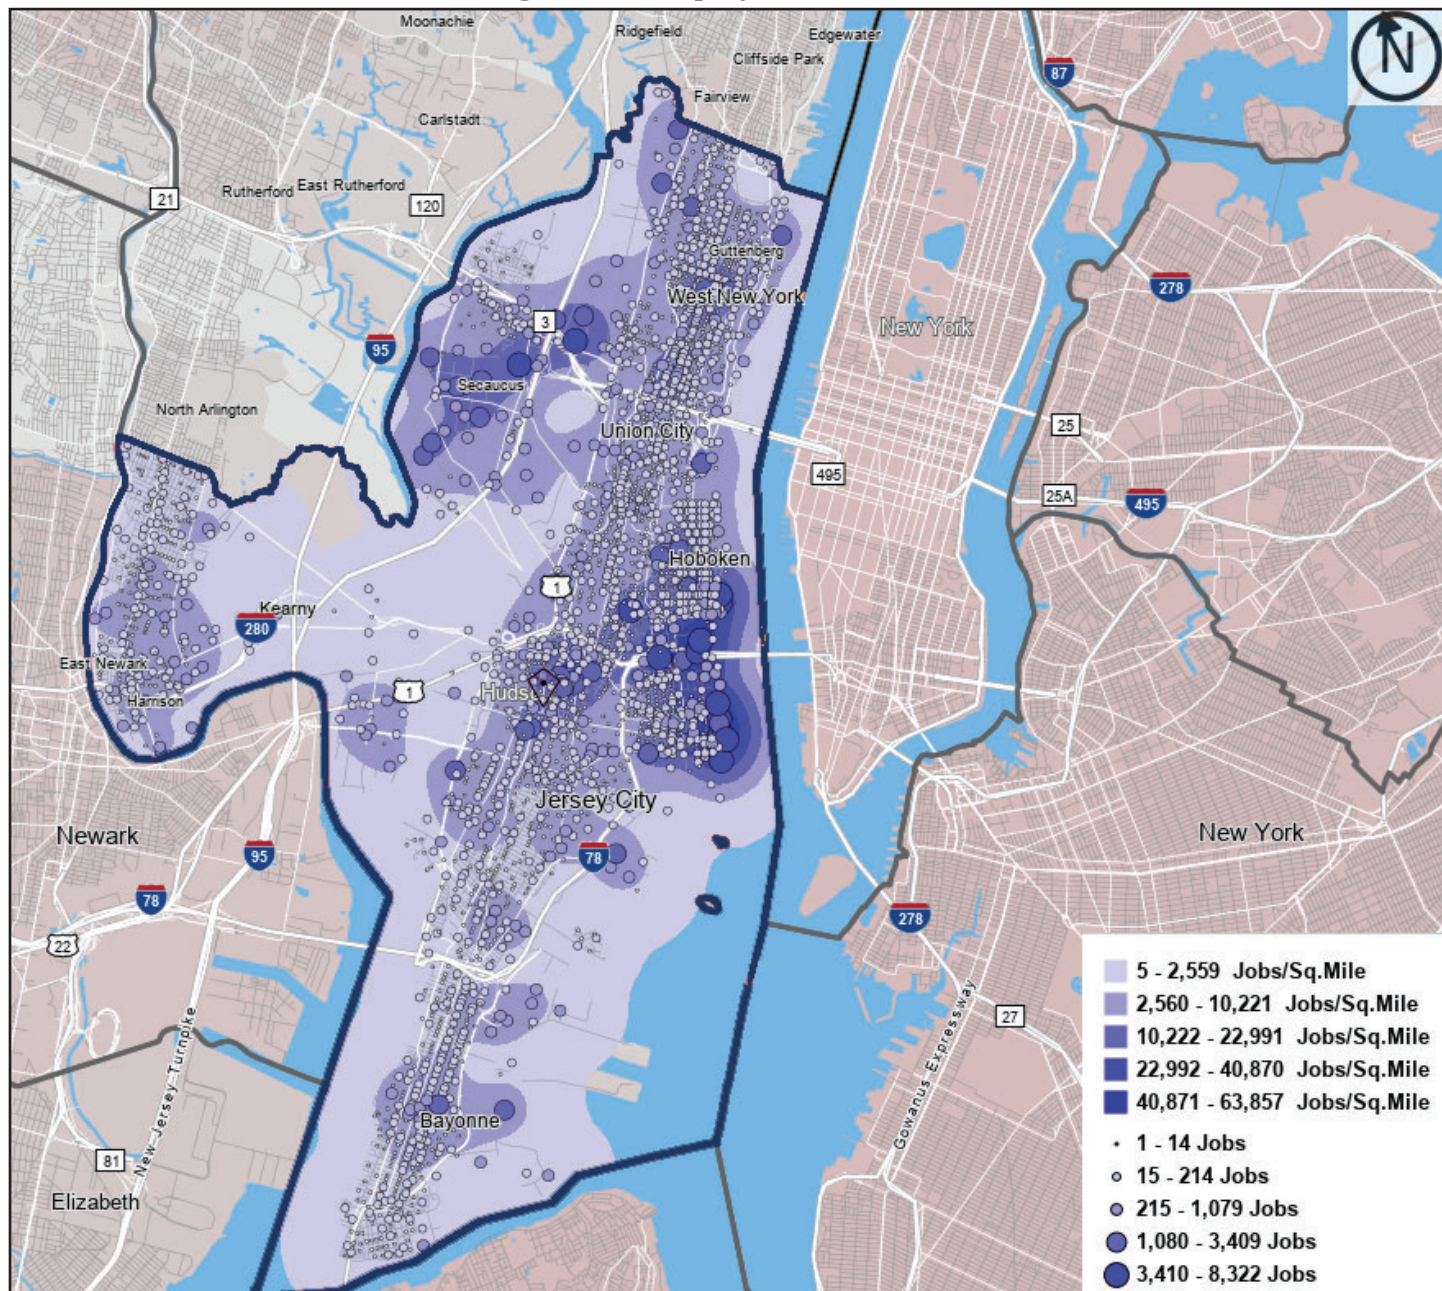 Moonachie
Ridgefield
Edgewater
Cliffside Park
N
87
Fairview
Carlstadt
Rutherford
East Rutherford
21
120
Guttenberg
278
West New York
3
New York
95
Secaucus
North Arlington
Union City
25
495
25A
495
Hoboken
1
Kearny
280
East Newark
1
Hudson
Harrison
Jersey City
Newark
New York
95
78
78
22
278
New Jersey Turnpike
Gowanus Expressway
27
Bayonne
81
Elizabeth
5 - 2,559 Jobs/Sq.Mile
2,560 - 10,221 Jobs/Sq.Mile
10,222 - 22,991 Jobs/Sq.Mile
22,992 - 40,870 Jobs/Sq.Mile
40,871 - 63,857 Jobs/Sq.Mile
1 - 14 Jobs
15 - 214 Jobs
215 - 1,079 Jobs
1,080 - 3,409 Jobs
3,410 - 8,322 Jobs